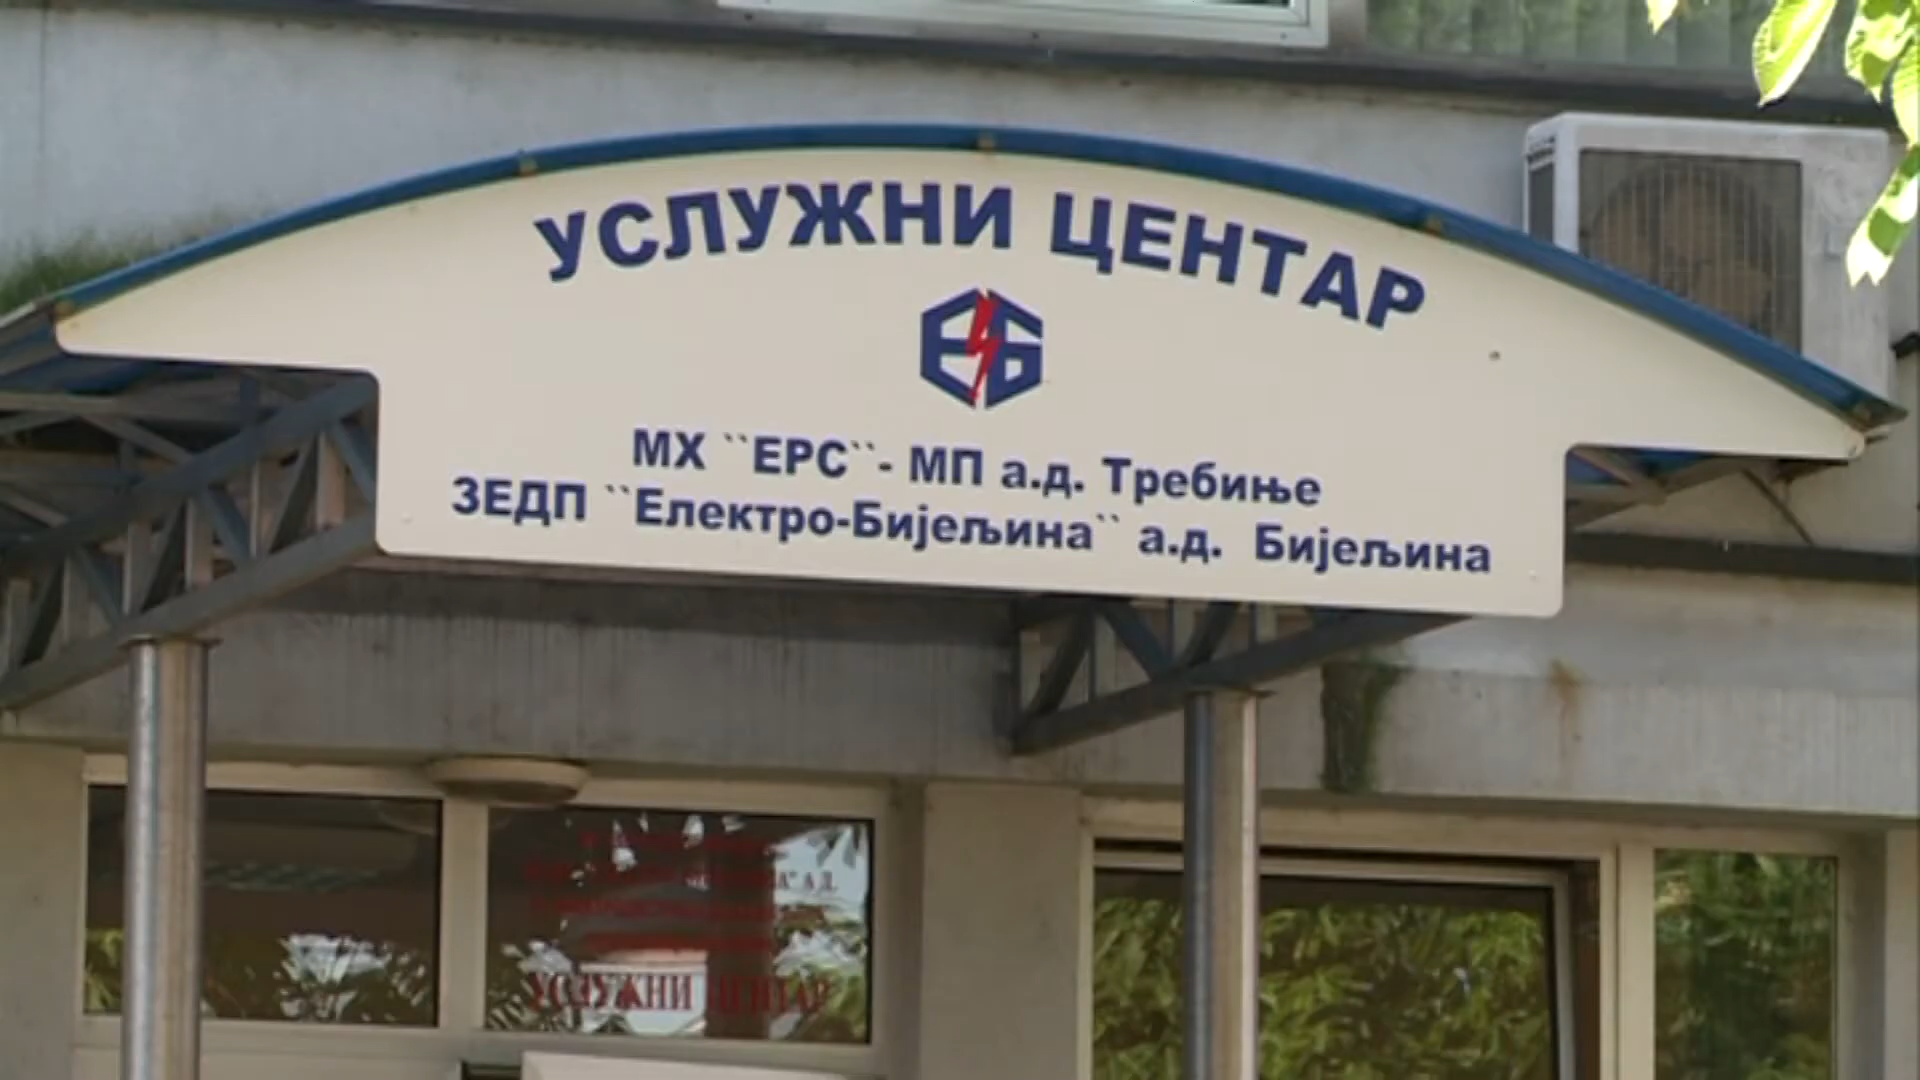 УСЛУЖНИ ЦЕНТАР
ЕБ
МХ ``ЕРС``- МП а.д. Требиње
ЗЕДП ``Електро-Бијељина`` а.д. Бијељина
А.Д.
УСЛУЖНИ ЦЕНТАР